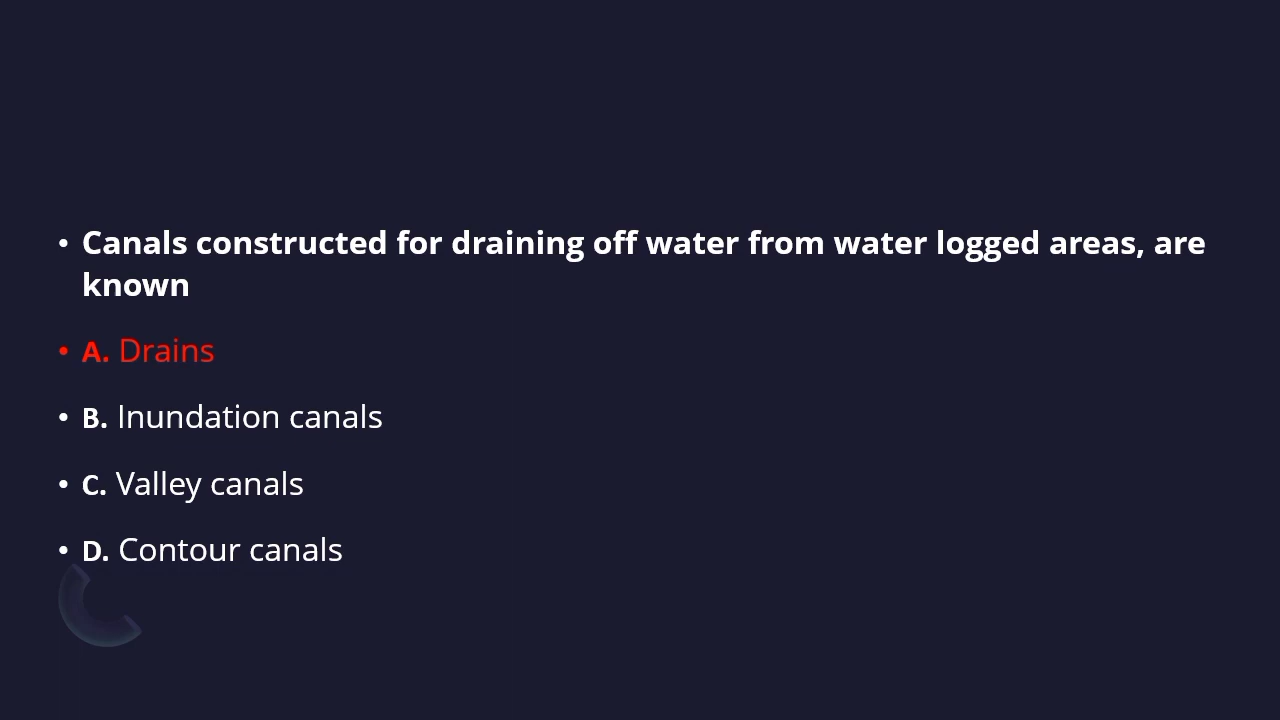 • Canals constructed for draining off water from water logged areas, are
known
• A. Drains
• B. Inundation canals
• C. Valley canals
• D. Contour canals